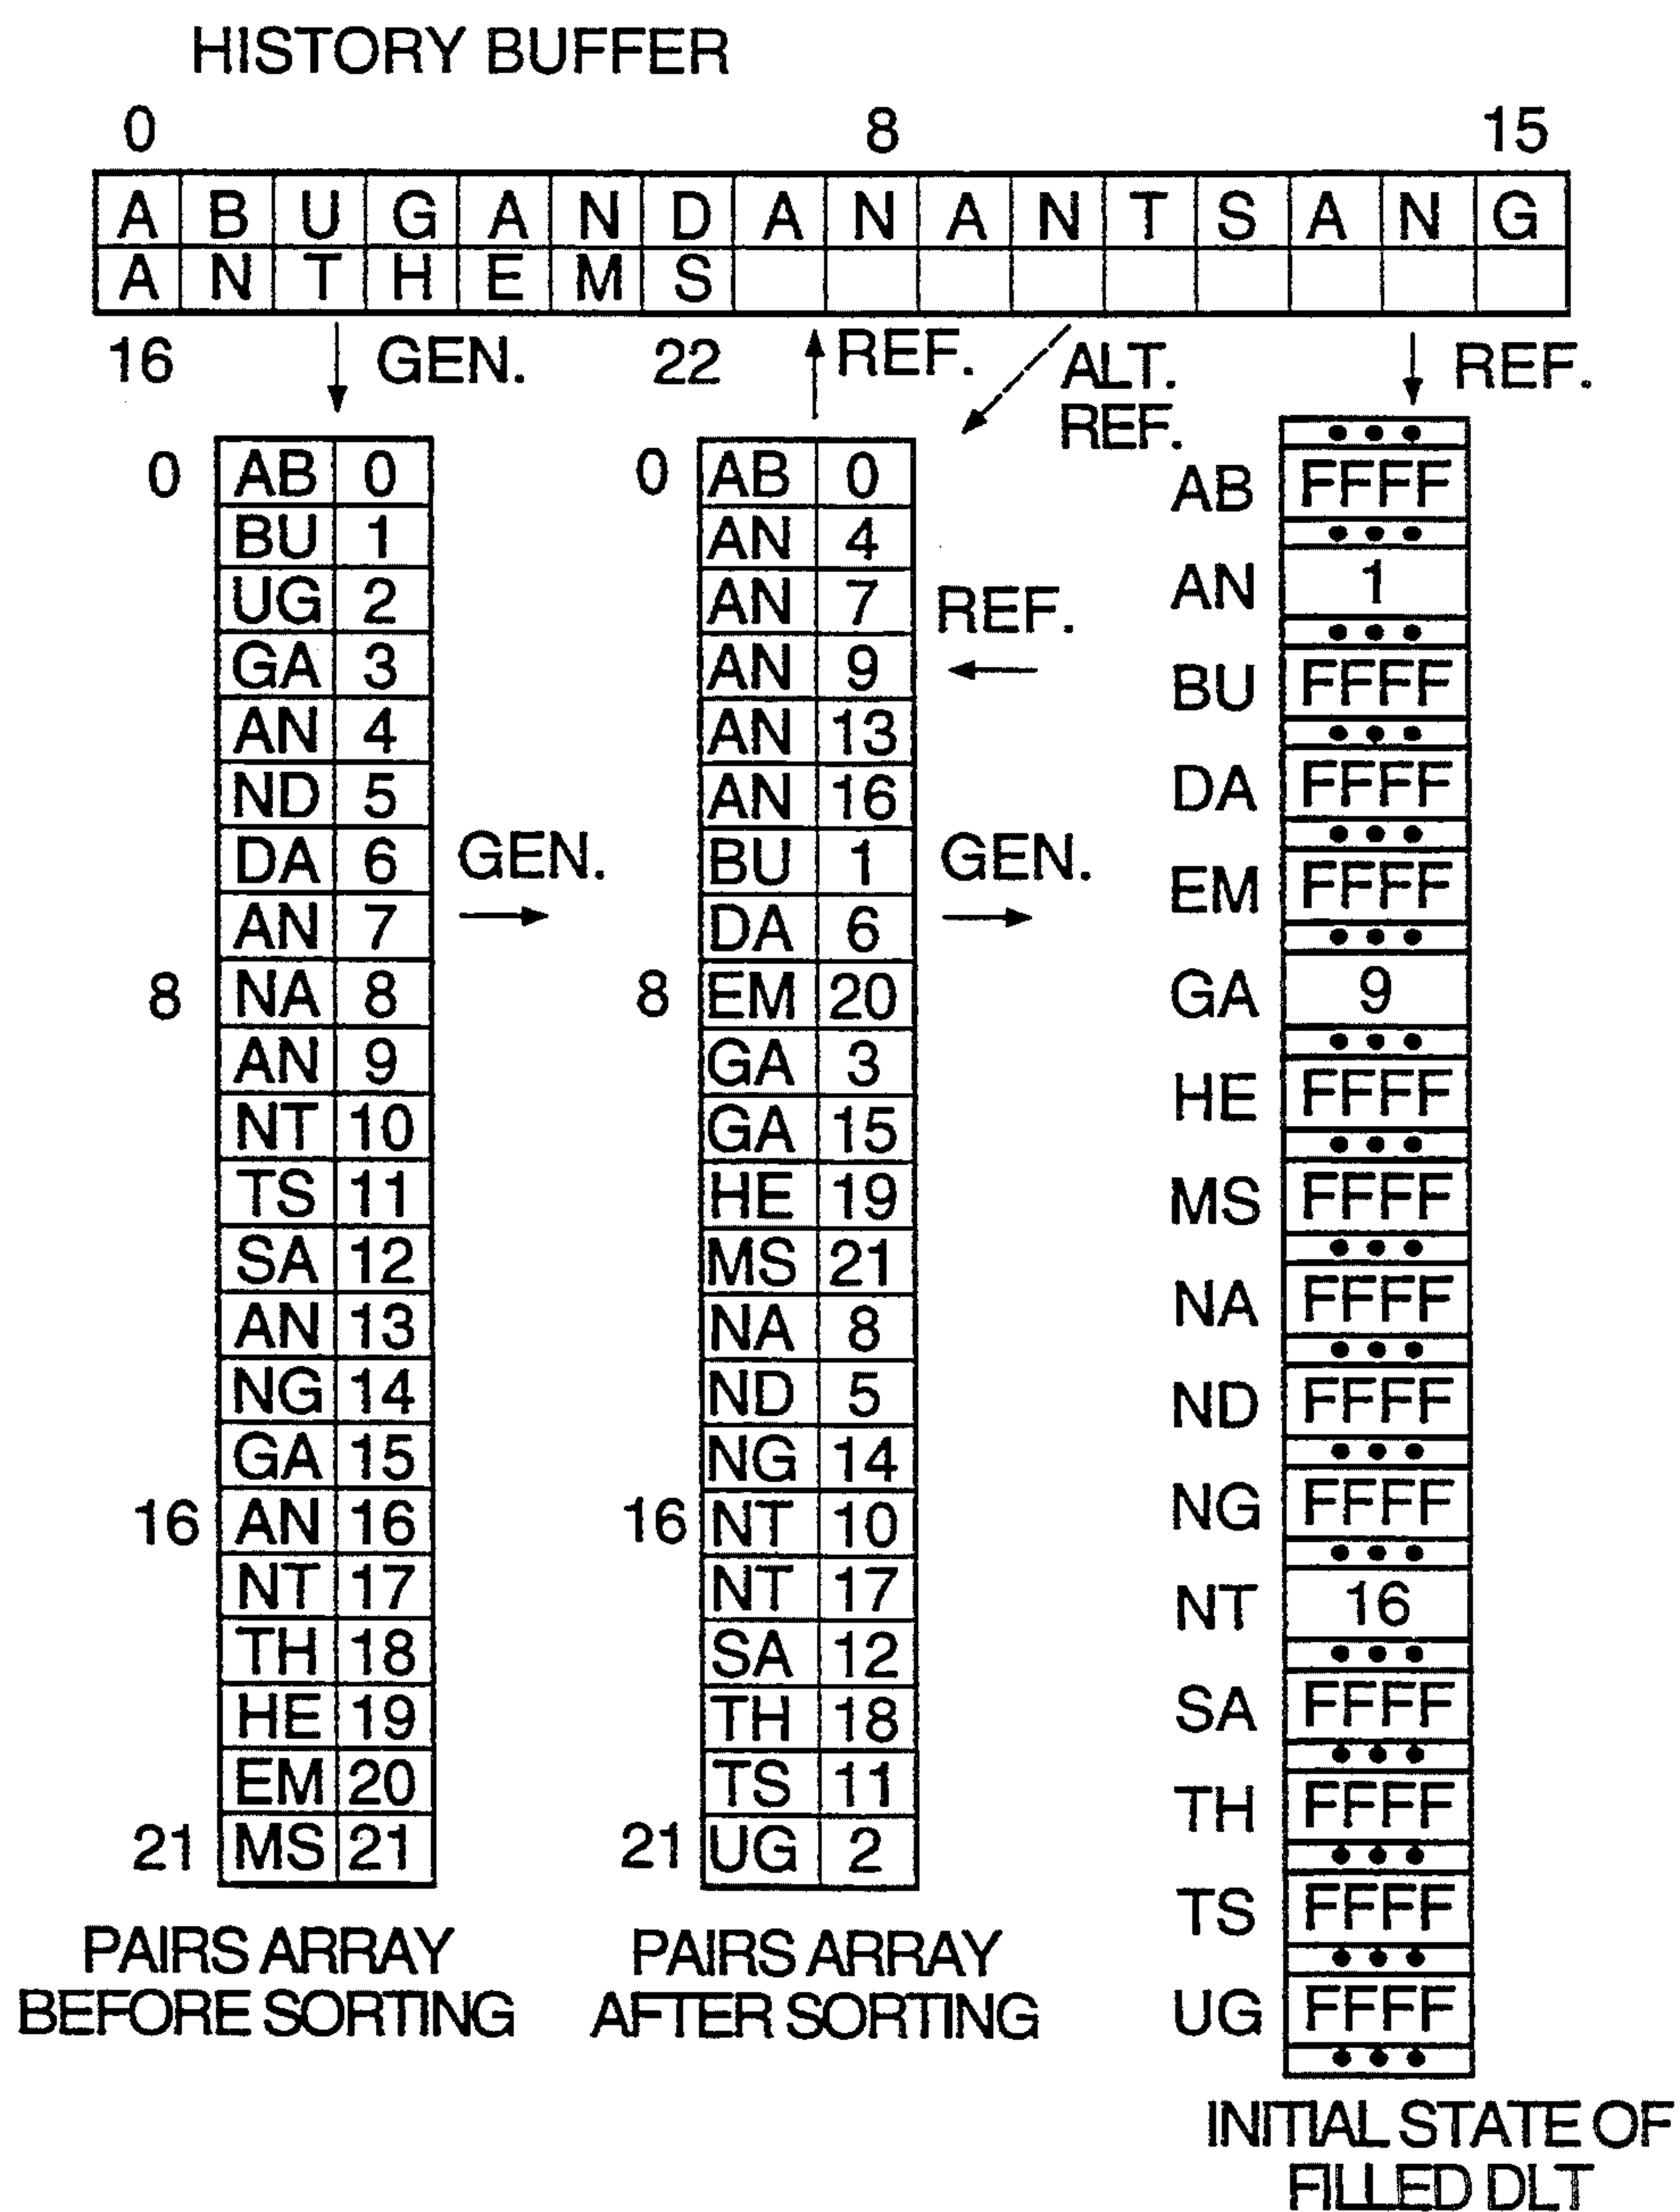 HISTORY BUFFER
0 8 15
A B U G A N D A N A N T S A N G
A N T H E M S
16 GEN. 22 REF. ALT. REF. REF.
0 AB 0
BU 1
UG 2
GA 3
AN 4
ND 5
DA 6
AN 7
8 NA 8
AN 9
NT 10
TS 11
SA 12
AN 13
NG 14
GA 15
16 AN 16
NT 17
TH 18
HE 19
EM 20
21 MS 21
PAIRS ARRAY
BEFORE SORTING
GEN.
0 AB 0
AN 4
AN 7
AN 9
AN 13
AN 16
BU 1
DA 6
8 EM 20
GA 3
GA 15
HE 19
MS 21
NA 8
ND 5
NG 14
16 NT 10
NT 17
SA 12
TH 18
TS 11
21 UG 2
PAIRS ARRAY
AFTER SORTING
REF.
GEN.
AB FFFF
AN 1
BU FFFF
DA FFFF
EM FFFF
GA 9
HE FFFF
MS FFFF
NA FFFF
ND FFFF
NG FFFF
NT 16
SA FFFF
TH FFFF
TS FFFF
UG FFFF
INITIAL STATE OF
FILLED DLT